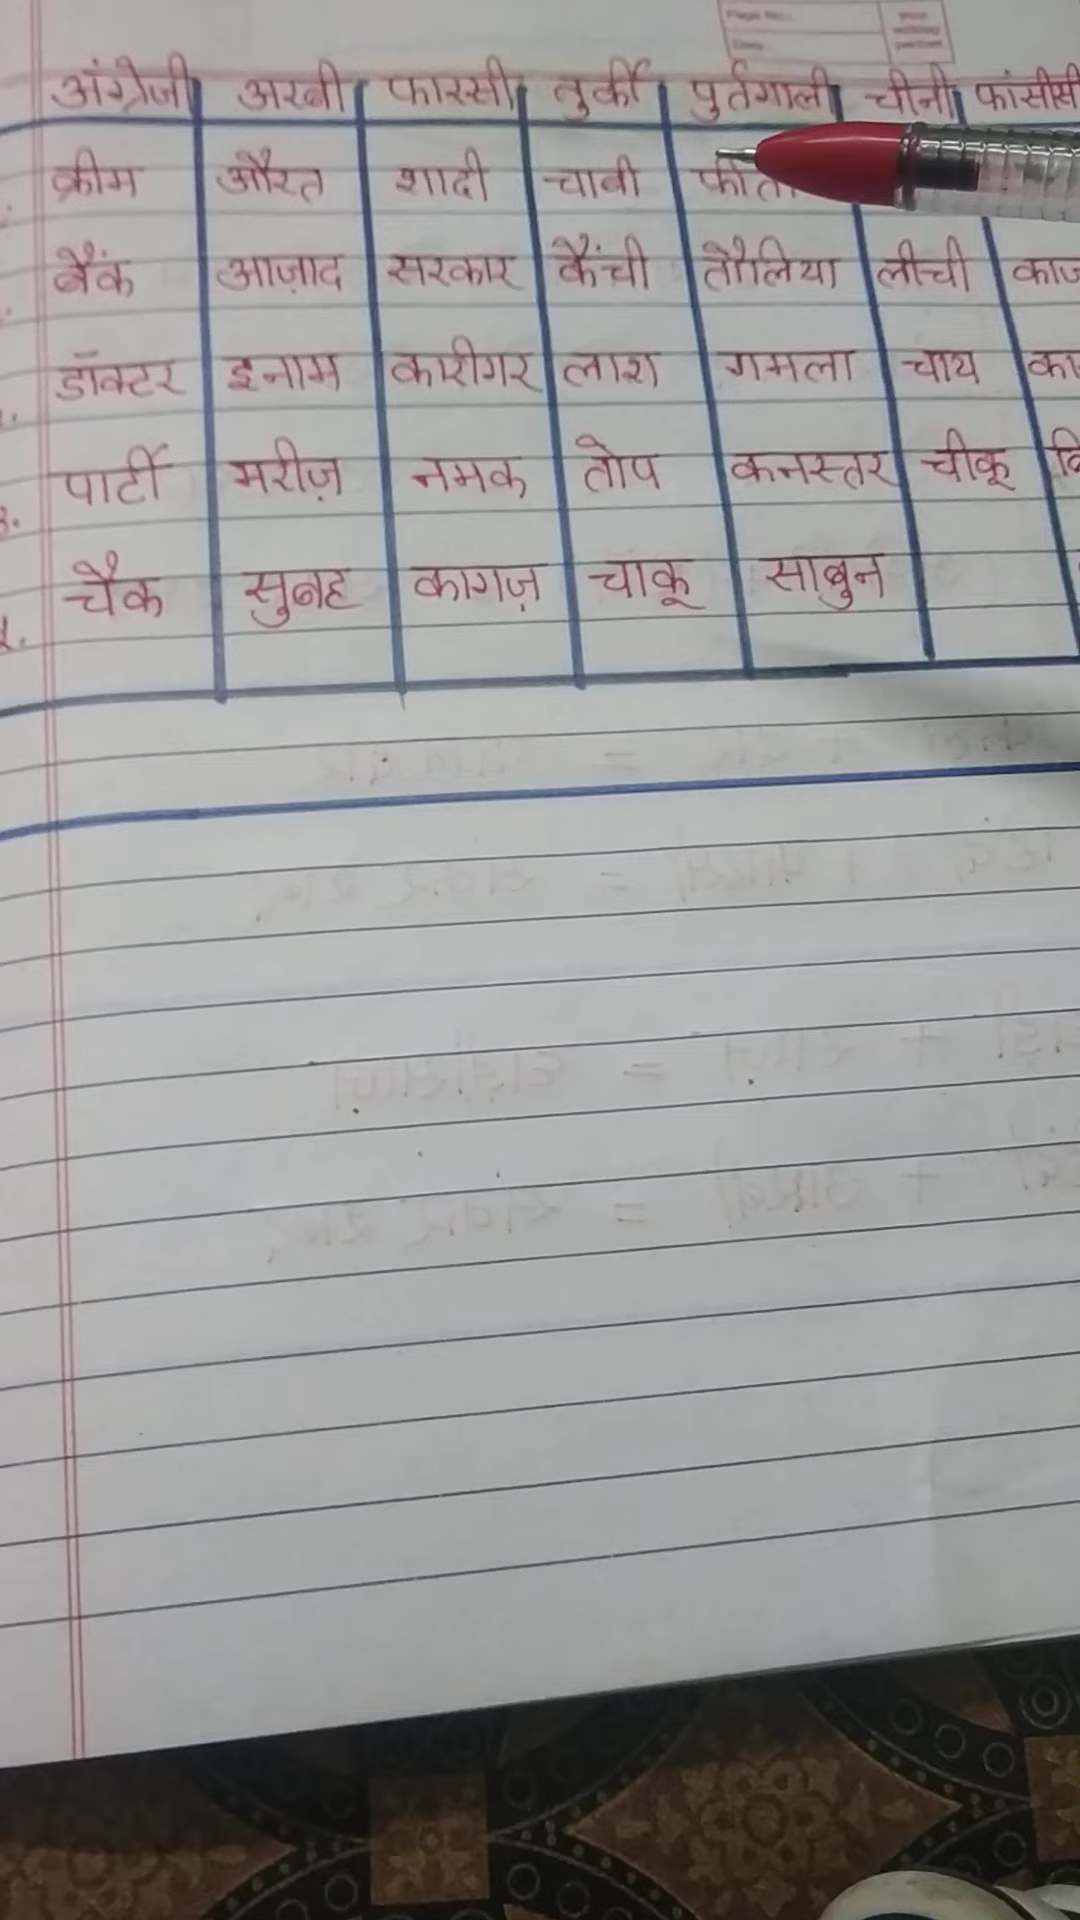 अंग्रेजी अरबी फारसी तुर्की पुर्तगाली चीनी
क्रीम औरत शादी चाबी
बैंक आज़ाद सरकार कैंची तौलिया लीची
डॉक्टर इनाम कारीगर लाश गमला चाय
पार्टी मरीज़ नमक तोप कनस्तर चीकू
चैक सुबह कागज़ चाकू साबुन